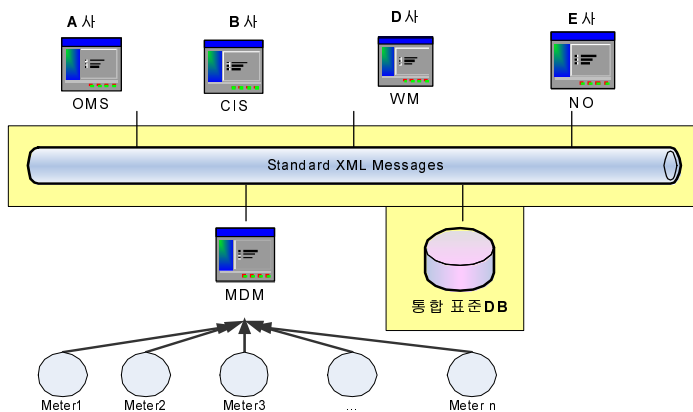 A 사
B 사
D 사
E 사
OMS
CIS
WM
NO
Standard XML Messages
MDM
통합 표준DB
Meter1
Meter2
Meter3
...
Meter n